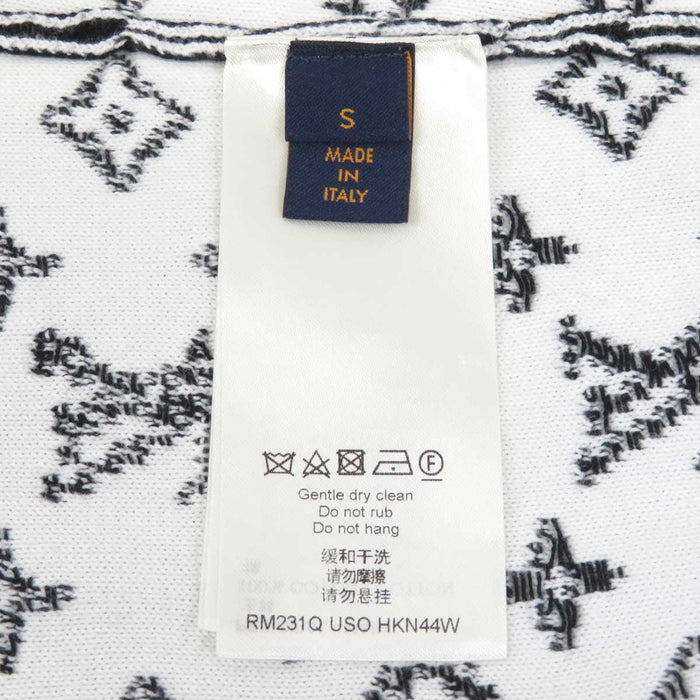 S
MADE
IN
ITALY
F
Gentle dry clean
Do not rub
Do not hang
缓和干洗
请勿摩擦
请勿悬挂
RM231Q USO HKN44W